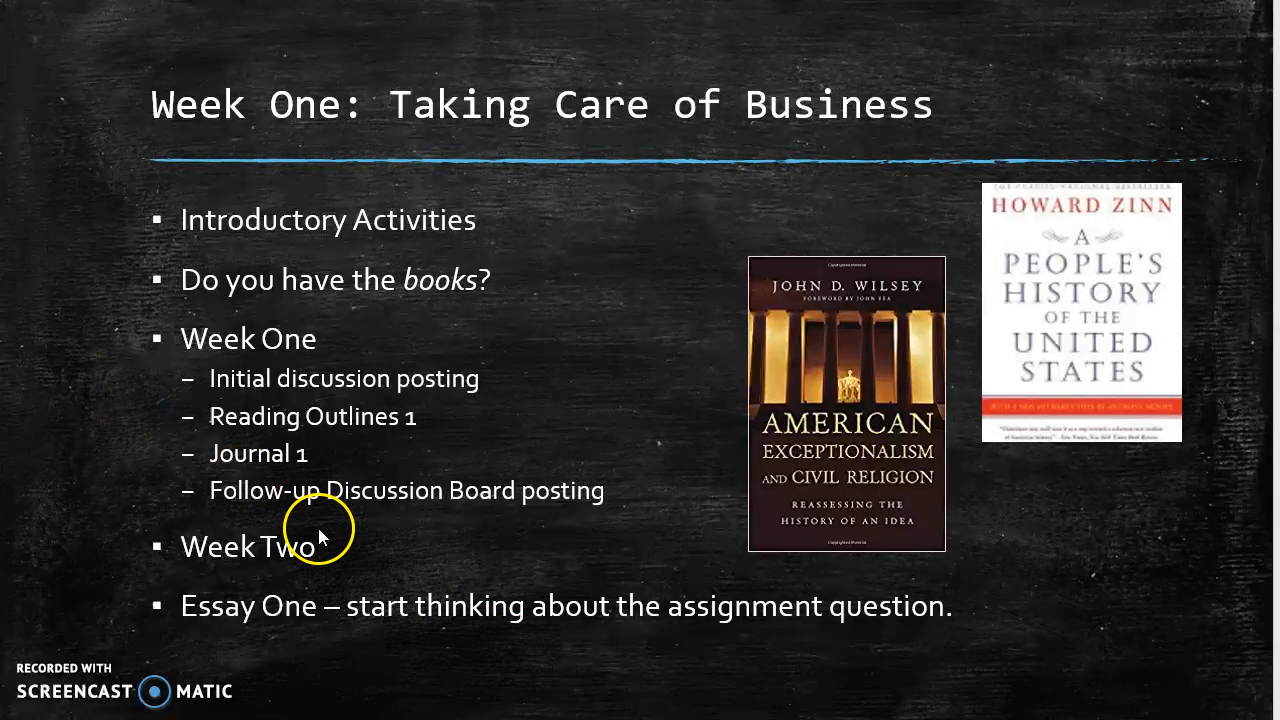 Week One: Taking Care of Business
▪ Introductory Activities
▪ Do you have the books?
▪ Week One
– Initial discussion posting
– Reading Outlines 1
– Journal 1
– Follow-up Discussion Board posting
▪ Week Two
▪ Essay One – start thinking about the assignment question.
JOHN D. WILSEY
FOREWORD BY JOHN FEA
AMERICAN
EXCEPTIONALISM
AND CIVIL RELIGION
REASSESSING THE
HISTORY OF AN IDEA
HOWARD ZINN
A
PEOPLE'S
HISTORY
OF THE
UNITED
STATES
RECORDED WITH
SCREENCAST MATIC